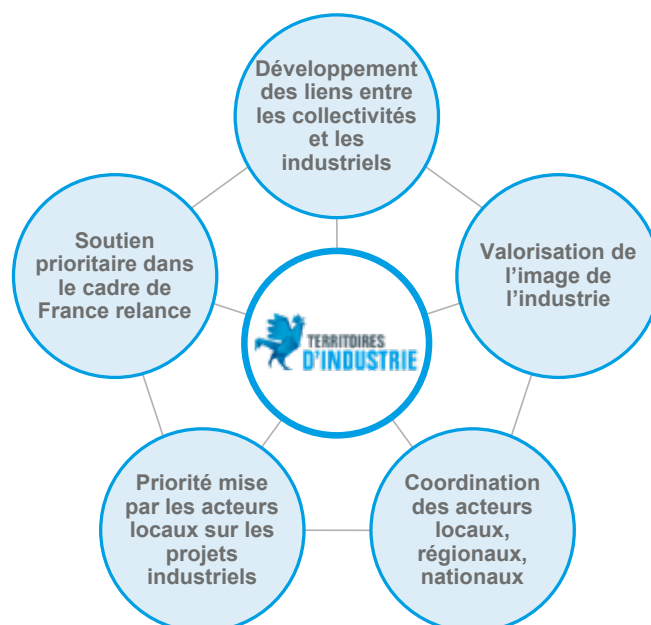 Développement
des liens entre
les collectivités
et les
industriels
Soutien
prioritaire dans
le cadre de
France relance
Valorisation de
l'image de
l'industrie
TERRITOIRES
D'INDUSTRIE
Priorité mise
par les acteurs
locaux sur les
projets
industriels
Coordination
des acteurs
locaux,
régionaux,
nationaux